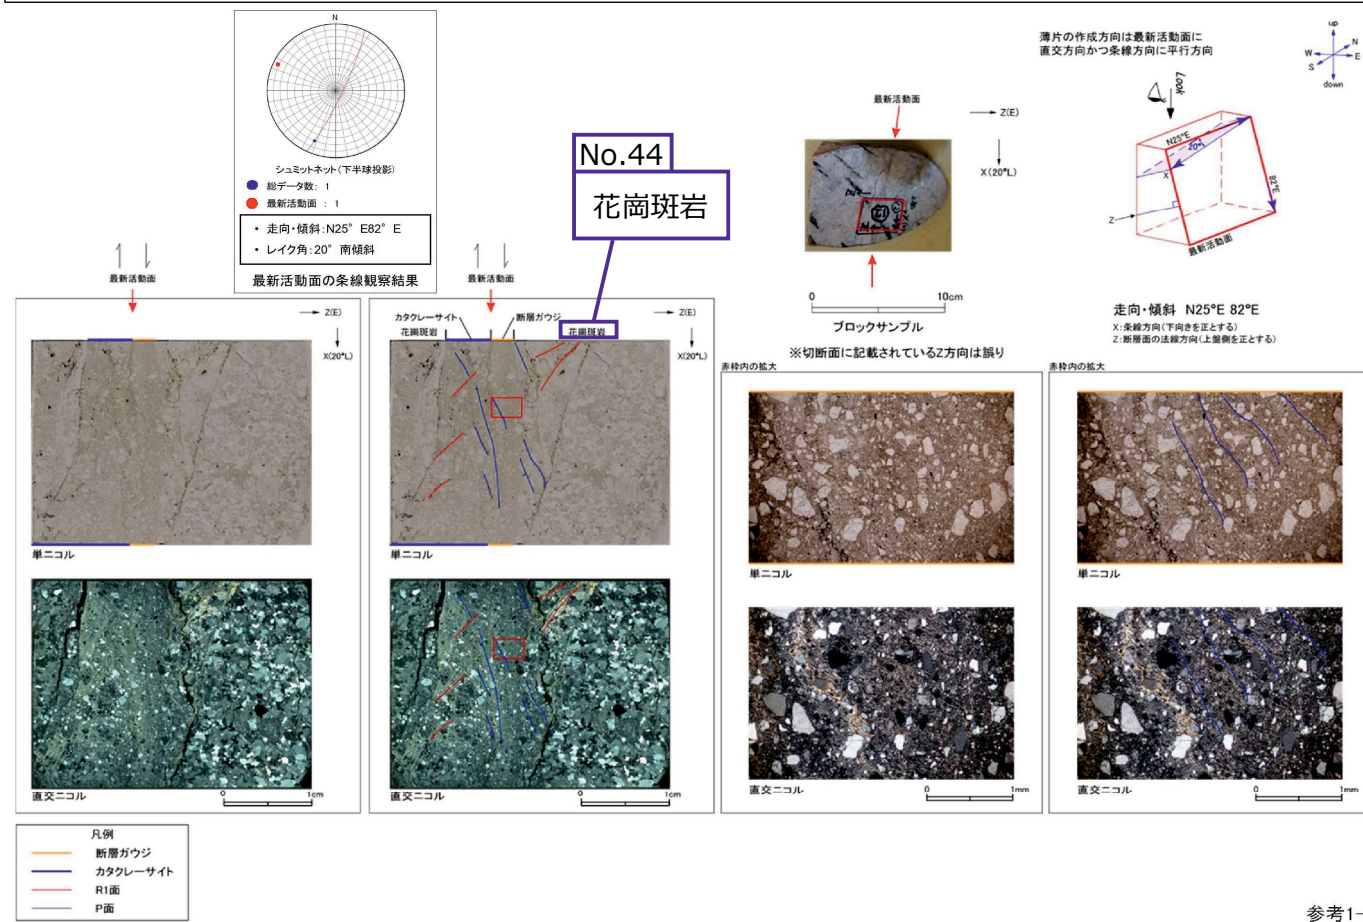 N
シュミットネット(下半球投影)
総データ数: 1
最新活動面 : 1
・ 走向・傾斜:N25° E82° E
・ レイク角:20° 南傾斜
最新活動面の条線観察結果
No.44
花崗斑岩
最新活動面
Z(E)
X(20°L)
0 10cm
ブロックサンプル
※切断面に記載されているZ方向は誤り
薄片の作成方向は最新活動面に
直交方向かつ条線方向に平行方向
up
N
W
E
S
down
Look
N25°E
20°
X
82°E
Z
最新活動面
走向・傾斜 N25°E 82°E
X:条線方向(下向きを正とする)
Z:断層面の法線方向(上盤側を正とする)
最新活動面
Z(E)
X(20°L)
単ニコル
直交ニコル
0 1cm
最新活動面
カタクレーサイト
断層ガウジ
花崗斑岩
花崗斑岩
Z(E)
X(20°L)
単ニコル
直交ニコル
0 1cm
赤枠内の拡大
単ニコル
直交ニコル
0 1mm
赤枠内の拡大
単ニコル
直交ニコル
0 1mm
凡例
断層ガウジ
カタクレーサイト
R1面
P面
参考1-